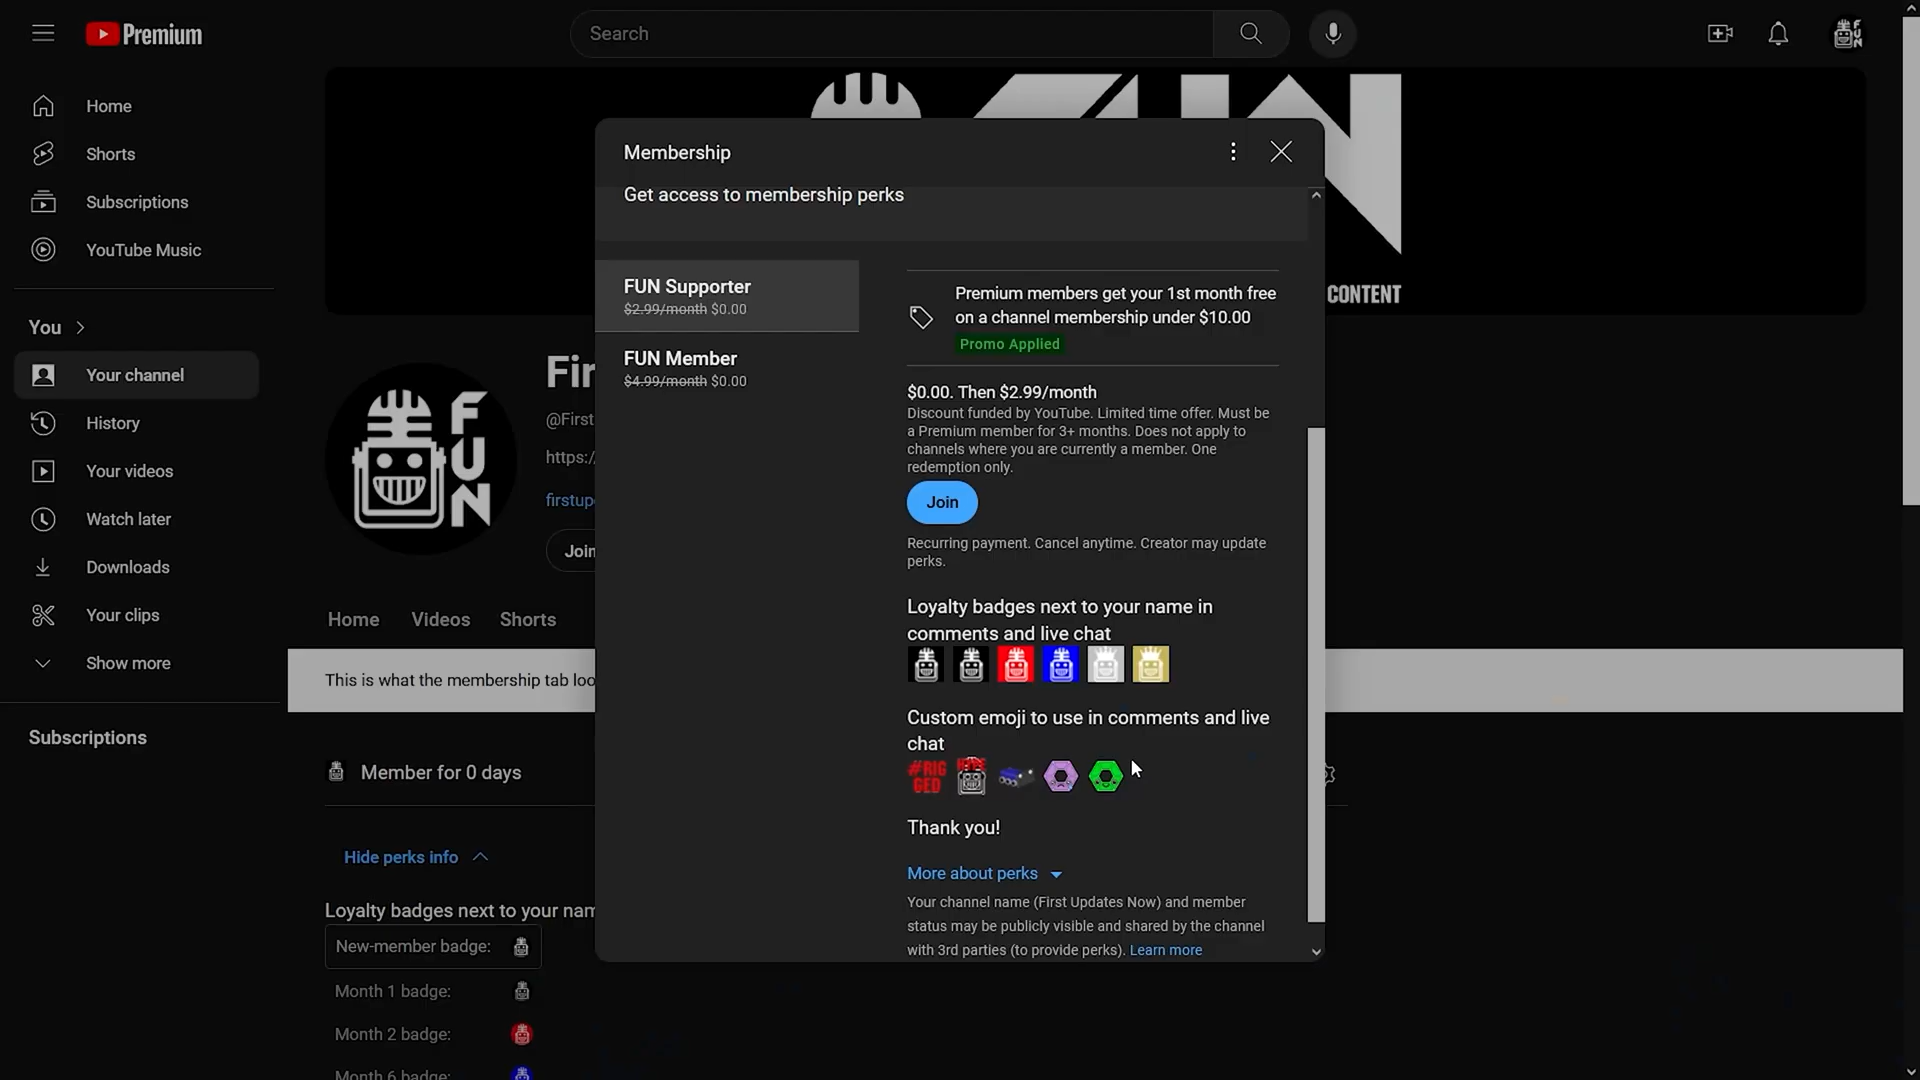 Premium
Search
FUN
Home
Shorts
Subscriptions
YouTube Music
You
Your channel
History
Your videos
Watch later
Downloads
Your clips
Show more
Subscriptions
CONTENT
FUN
Fir
@First
https:/
firstup
Join
Home
Videos
Shorts
This is what the membership tab loo
Member for 0 days
Hide perks info
Loyalty badges next to your nam
New-member badge:
Month 1 badge:
Month 2 badge:
Month 6 badge:
Membership
Get access to membership perks
FUN Supporter
$2.99/month $0.00
FUN Member
$4.99/month $0.00
Premium members get your 1st month free
on a channel membership under $10.00
Promo Applied
$0.00. Then $2.99/month
Discount funded by YouTube. Limited time offer. Must be
a Premium member for 3+ months. Does not apply to
channels where you are currently a member. One
redemption only.
Join
Recurring payment. Cancel anytime. Creator may update
perks.
Loyalty badges next to your name in
comments and live chat
Custom emoji to use in comments and live
chat
#RIG
GED
HYPE
Thank you!
More about perks
Your channel name (First Updates Now) and member
status may be publicly visible and shared by the channel
with 3rd parties (to provide perks). Learn more